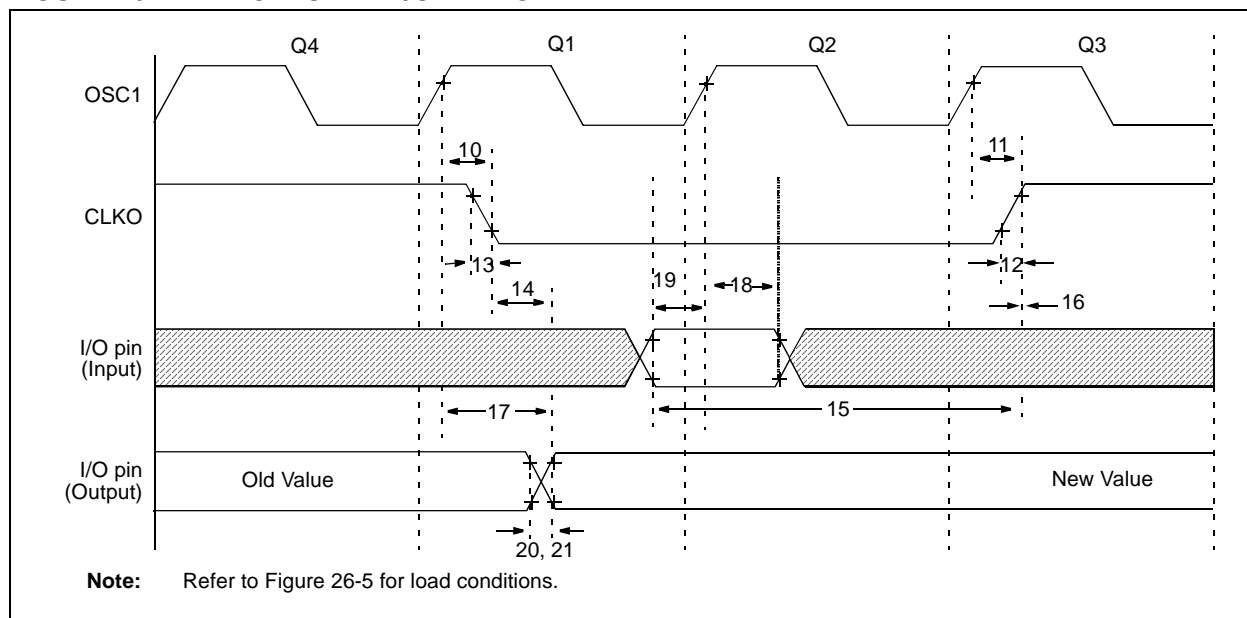 Q4 Q1 Q2 Q3
OSC1
10 11
CLKO
13 12
14 19 18 16
I/O pin
(Input)
17 15
I/O pin
(Output)
Old Value New Value
20, 21
Note: Refer to Figure 26-5 for load conditions.